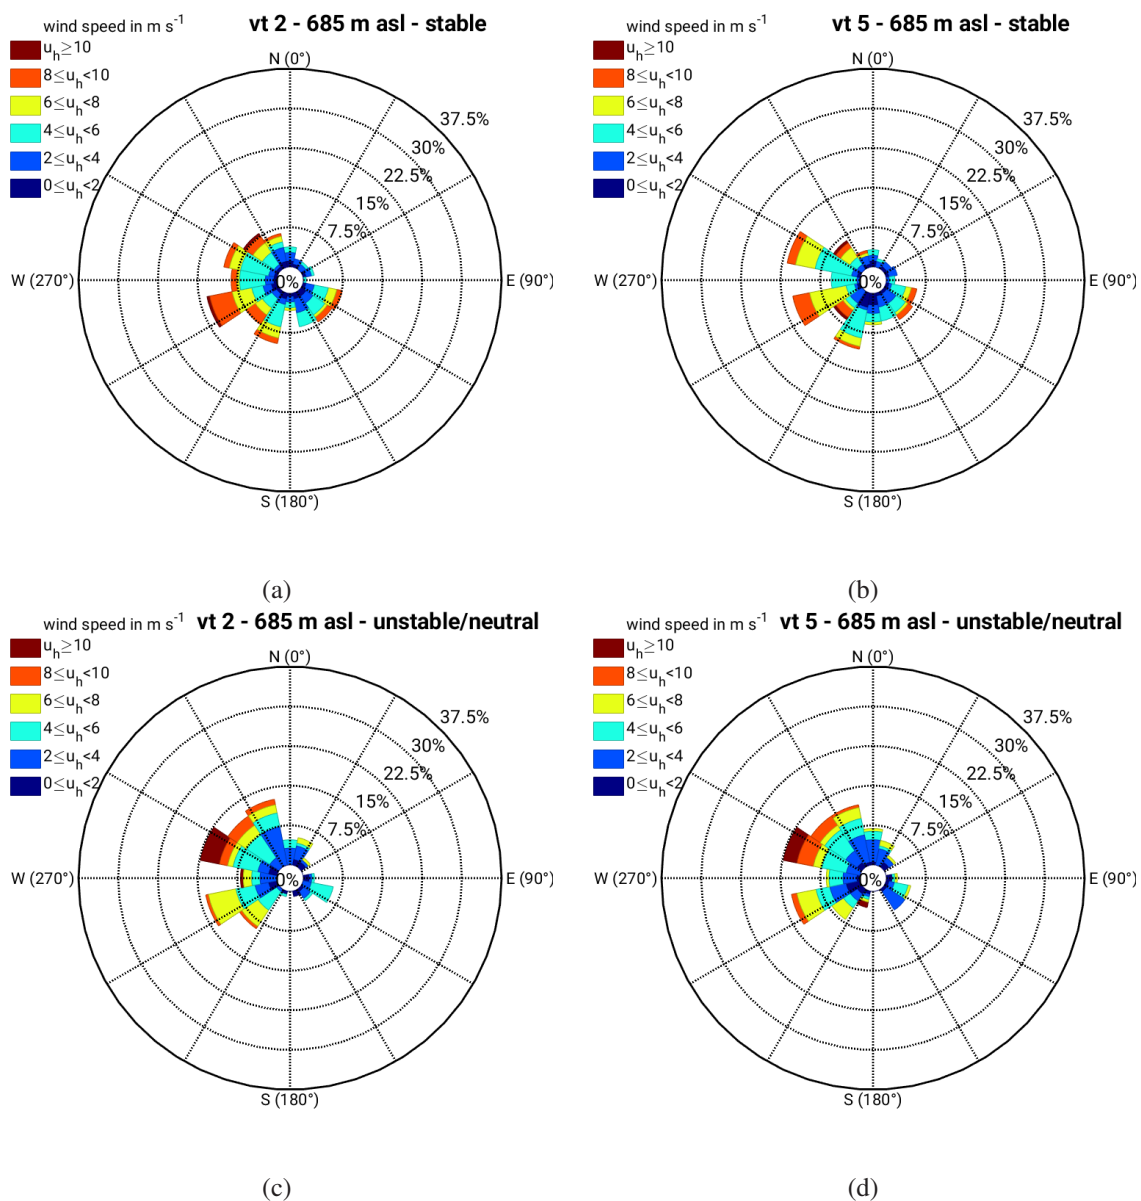 wind speed in m s⁻¹ vt 2 - 685 m asl - stable
u_h≥10
8≤u_h<10
6≤u_h<8
4≤u_h<6
2≤u_h<4
0≤u_h<2
N (0°)
37.5%
30%
22.5%
15%
7.5%
0%
W (270°)
E (90°)
S (180°)
(a)
wind speed in m s⁻¹ vt 5 - 685 m asl - stable
u_h≥10
8≤u_h<10
6≤u_h<8
4≤u_h<6
2≤u_h<4
0≤u_h<2
N (0°)
37.5%
30%
22.5%
15%
7.5%
0%
W (270°)
E (90°)
S (180°)
(b)
wind speed in m s⁻¹ vt 2 - 685 m asl - unstable/neutral
u_h≥10
8≤u_h<10
6≤u_h<8
4≤u_h<6
2≤u_h<4
0≤u_h<2
N (0°)
37.5%
30%
22.5%
15%
7.5%
0%
W (270°)
E (90°)
S (180°)
(c)
wind speed in m s⁻¹ vt 5 - 685 m asl - unstable/neutral
u_h≥10
8≤u_h<10
6≤u_h<8
4≤u_h<6
2≤u_h<4
0≤u_h<2
N (0°)
37.5%
30%
22.5%
15%
7.5%
0%
W (270°)
E (90°)
S (180°)
(d)